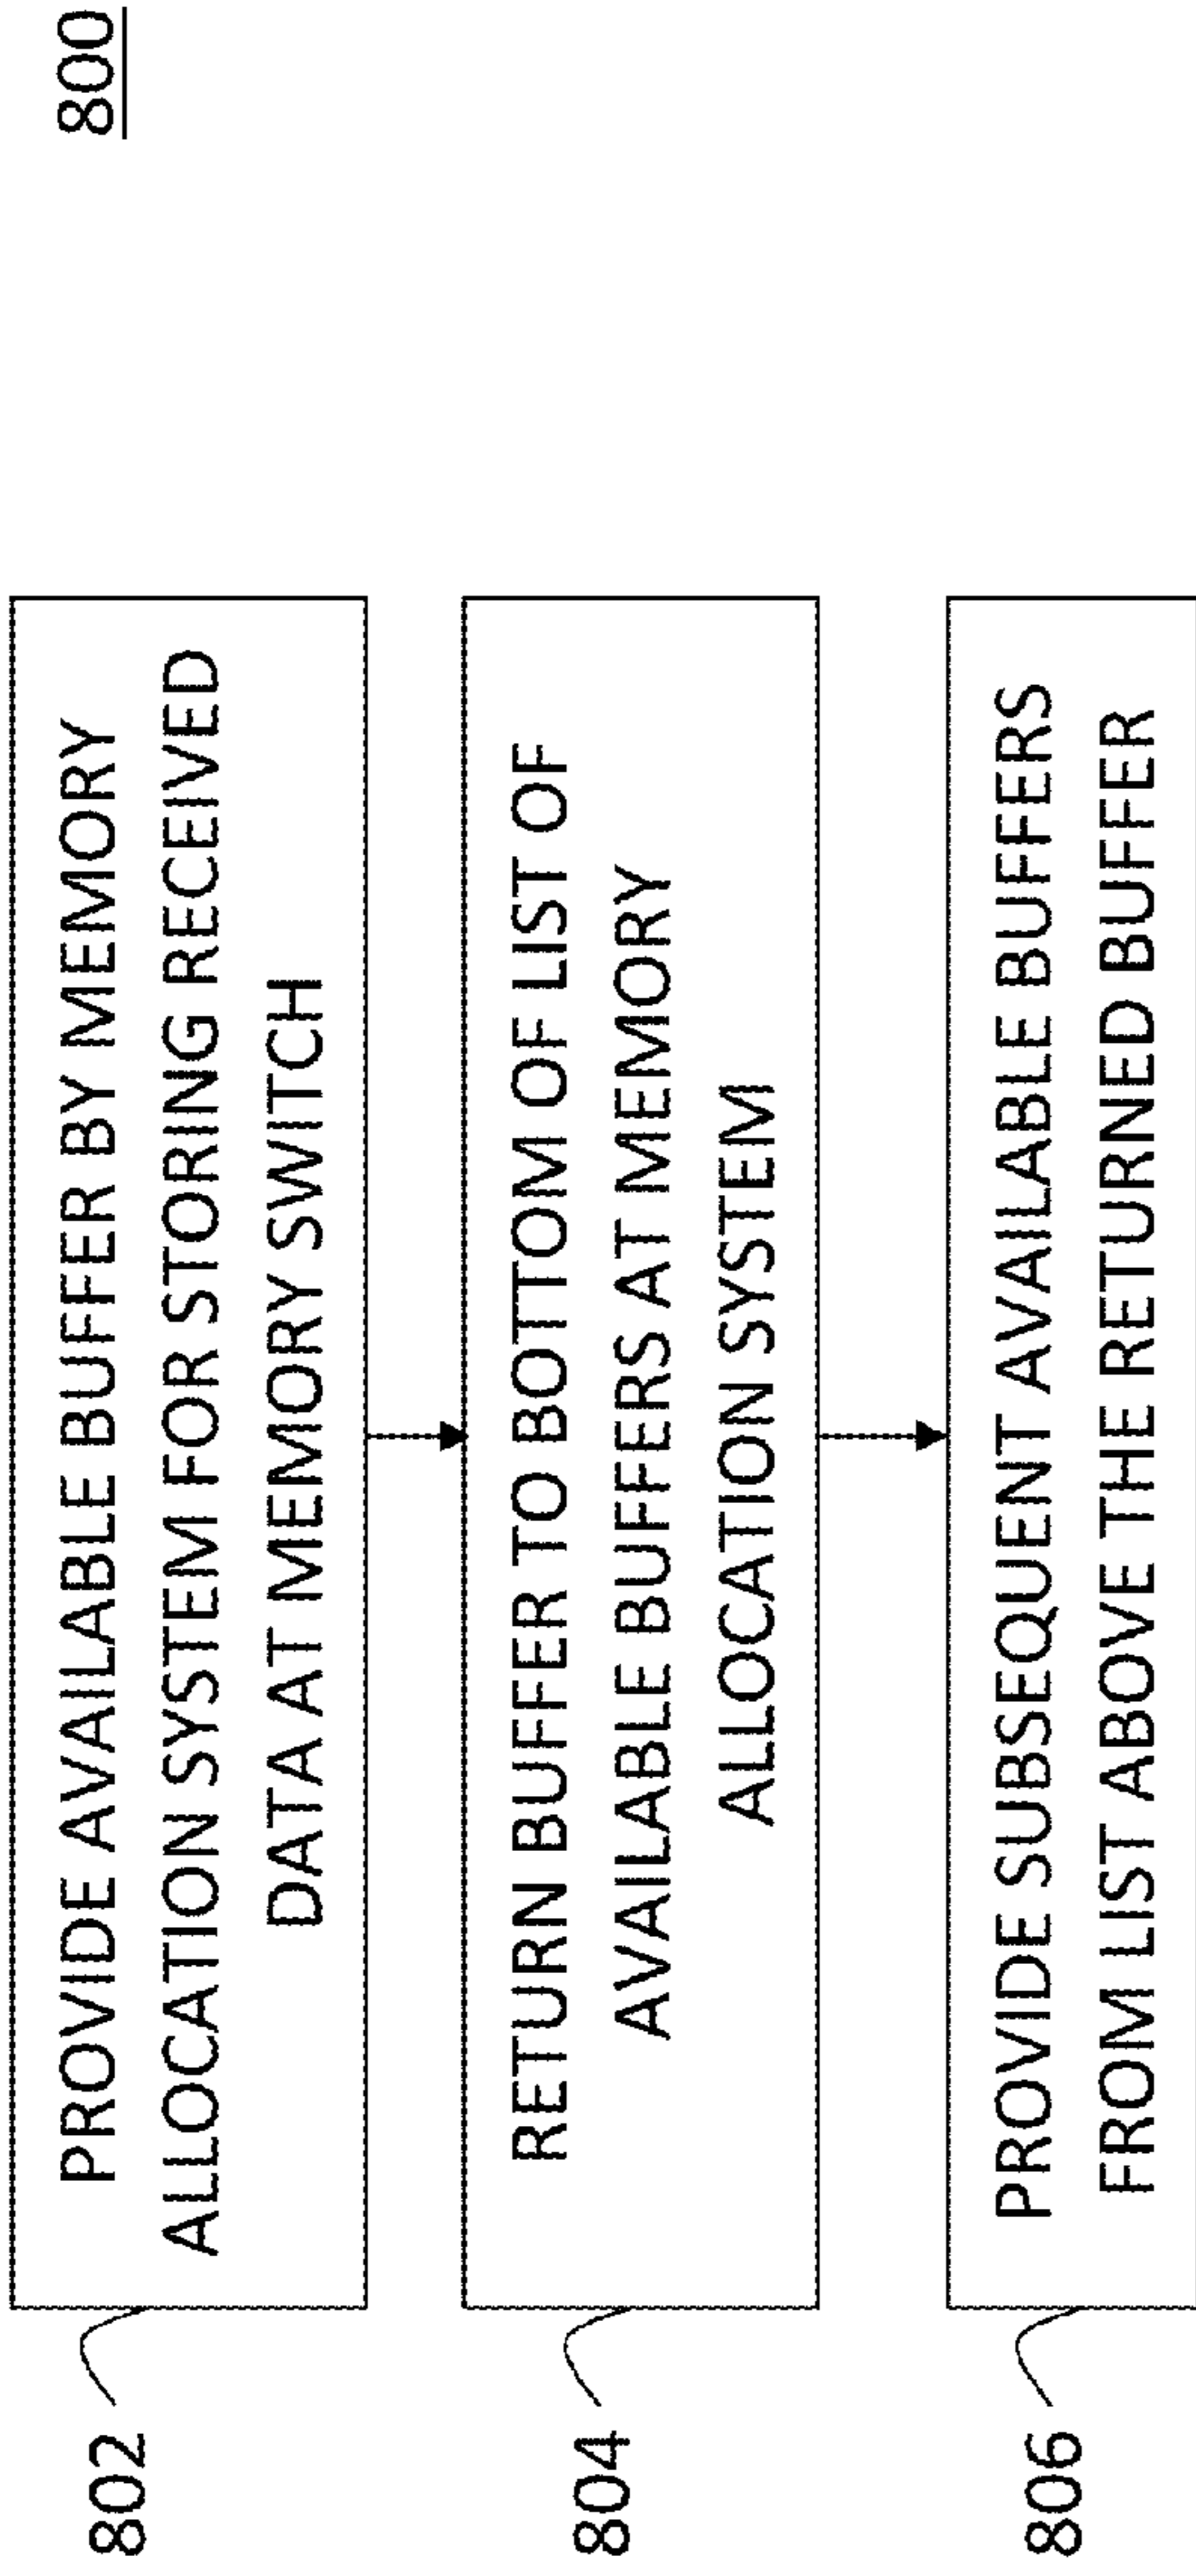 800
802
PROVIDE AVAILABLE BUFFER BY MEMORY
ALLOCATION SYSTEM FOR STORING RECEIVED
DATA AT MEMORY SWITCH
804
RETURN BUFFER TO BOTTOM OF LIST OF
AVAILABLE BUFFERS AT MEMORY
ALLOCATION SYSTEM
806
PROVIDE SUBSEQUENT AVAILABLE BUFFERS
FROM LIST ABOVE THE RETURNED BUFFER